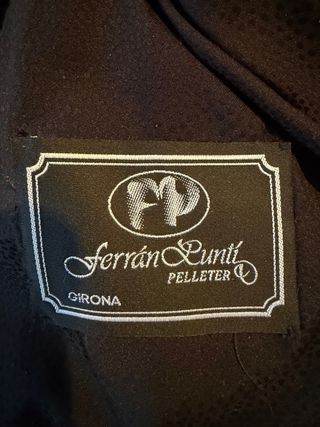 FP
ferrán Puntí
PELLETER
GIRONA